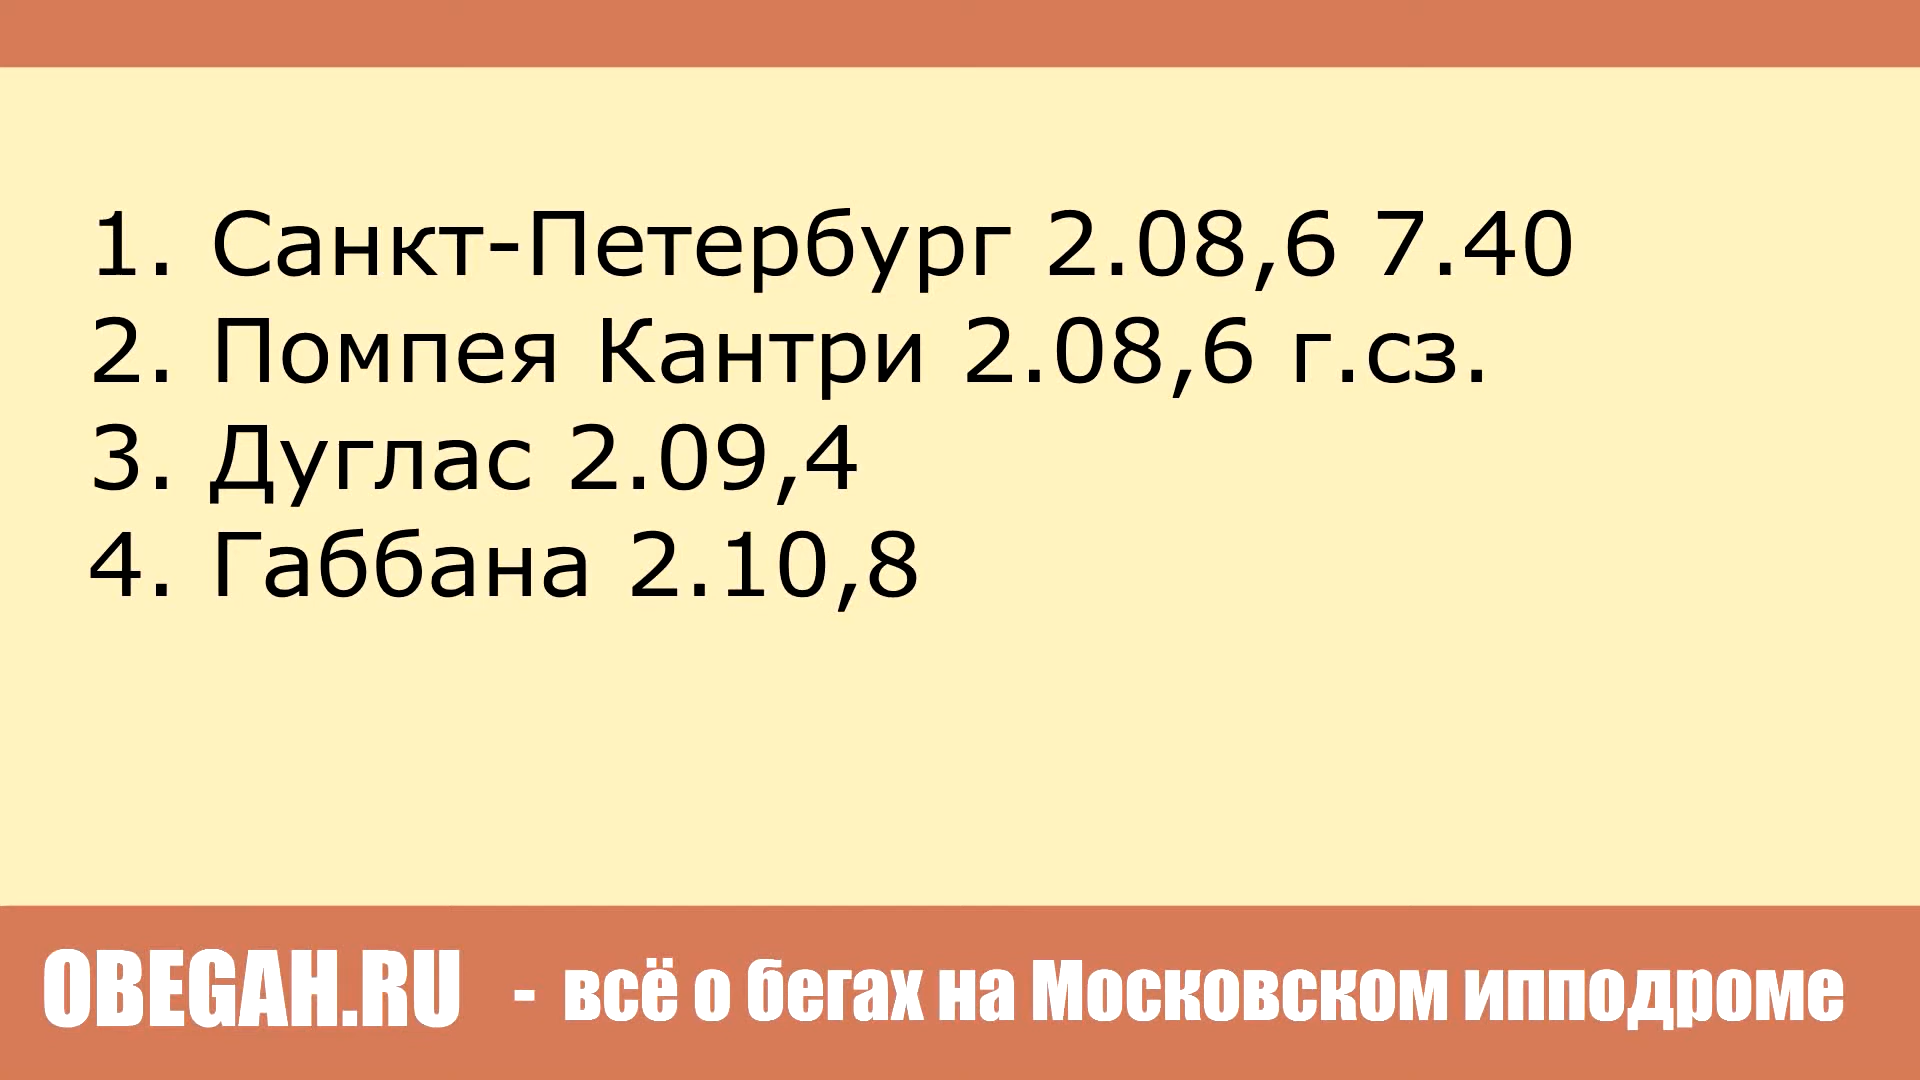 1. Санкт-Петербург 2.08,6 7.40
2. Помпея Кантри 2.08,6 г.сз.
3. Дуглас 2.09,4
4. Габбана 2.10,8
OBEGAH.RU - всё о бегах на Московском ипподроме